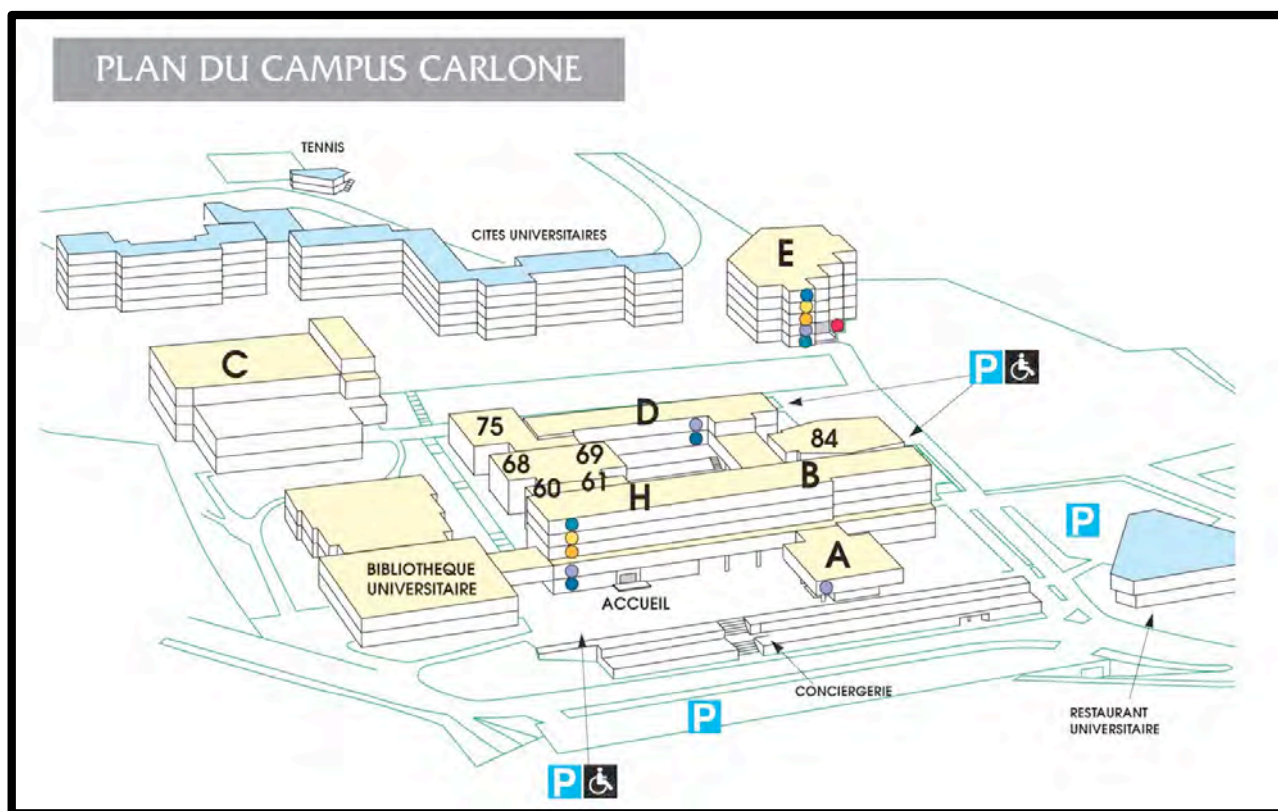 PLAN DU CAMPUS CARLONE
TENNIS
CITES UNIVERSITAIRES
E
C
P
D
75
84
69
68
61
B
60
H
P
A
BIBLIOTHEQUE
UNIVERSITAIRE
ACCUEIL
CONCIERGERIE
P
RESTAURANT
UNIVERSITAIRE
P